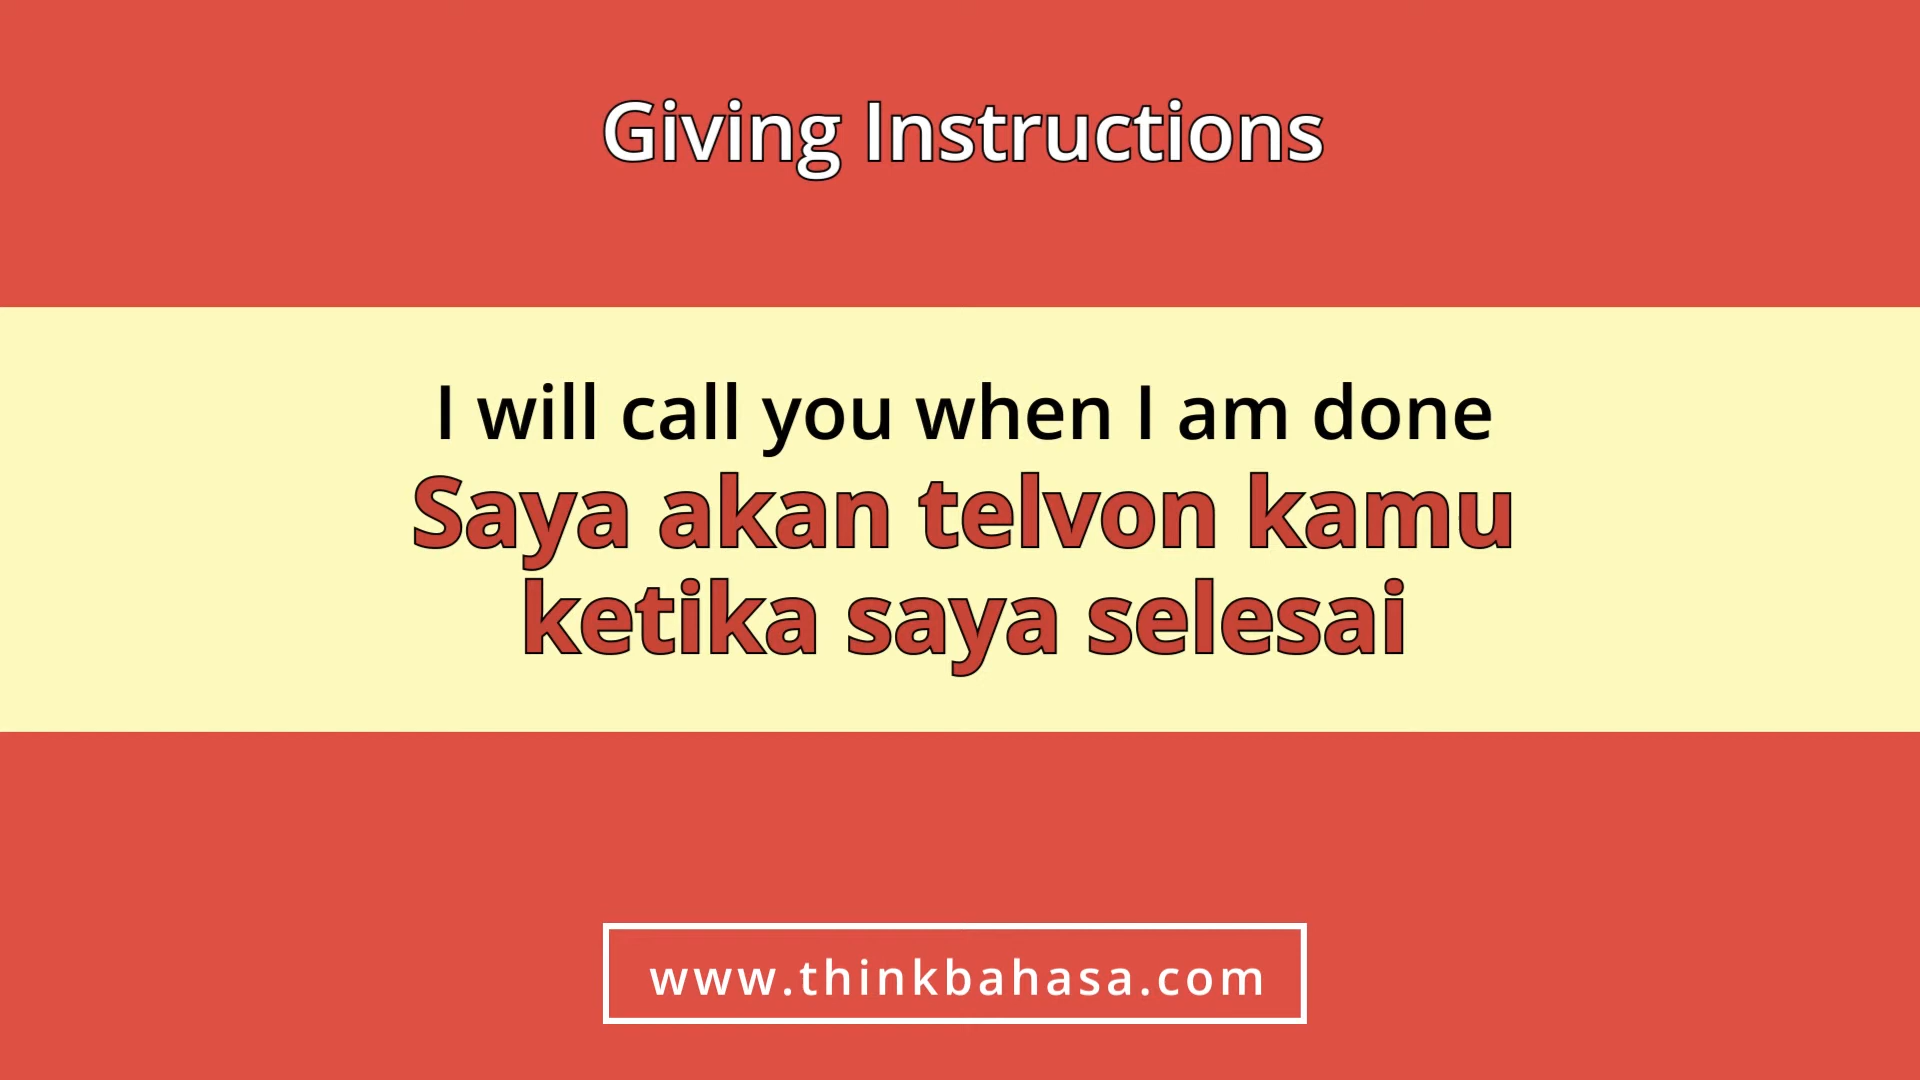 Giving Instructions
I will call you when I am done
Saya akan telvon kamu
ketika saya selesai
www.thinkbahasa.com